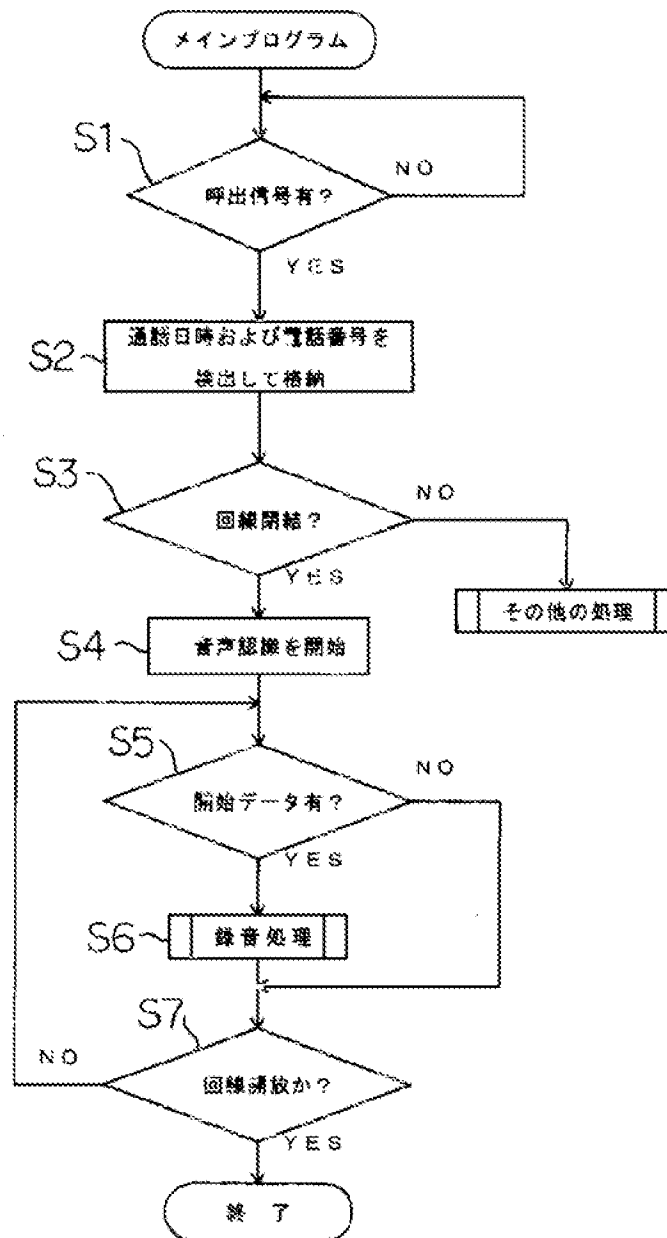 メインプログラム
S1
呼出信号有?
NO
YES
S2
通話日時および電話番号を
検出して格納
S3
回線閉結?
NO
YES
その他の処理
S4
音声認識を開始
S5
開始データ有?
NO
YES
S6
録音処理
S7
回線開放か?
NO
YES
終了